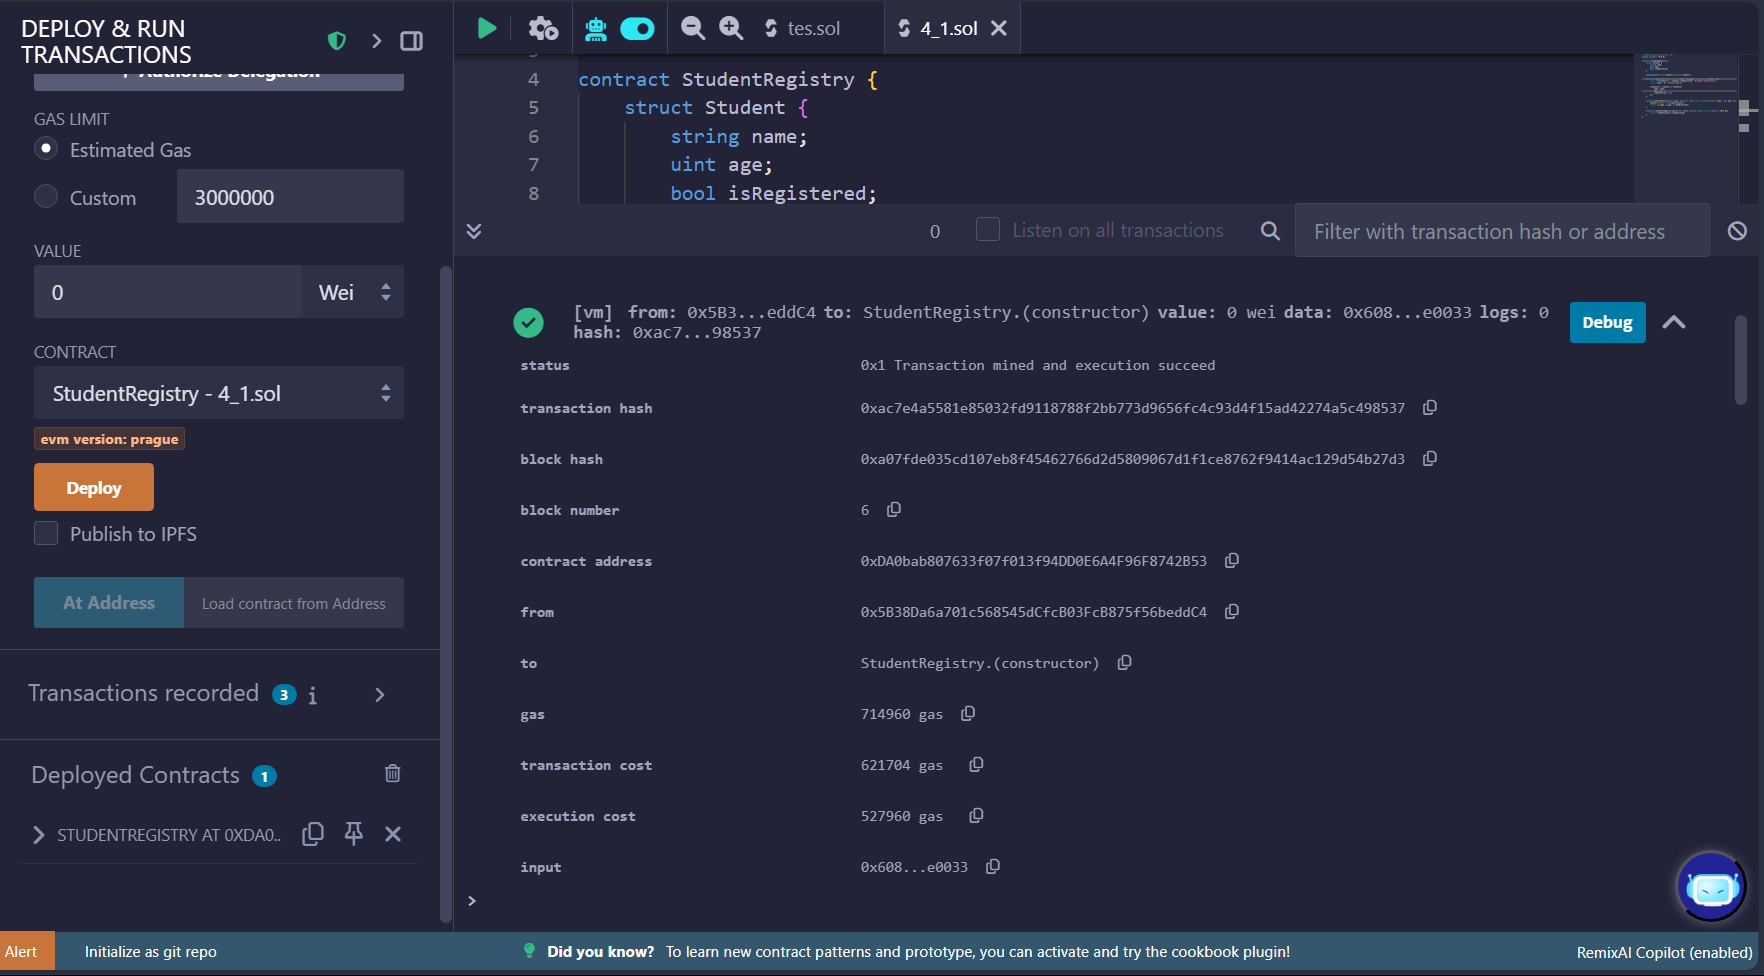 DEPLOY & RUN
TRANSACTIONS
Authorize Delegation
GAS LIMIT
Estimated Gas
Custom
3000000
VALUE
0
Wei
CONTRACT
StudentRegistry - 4_1.sol
evm version: prague
Deploy
Publish to IPFS
At Address
Load contract from Address
Transactions recorded 3 i
Deployed Contracts 1
STUDENTREGISTRY AT 0XDA0..
tes.sol
4_1.sol
4 contract StudentRegistry {
5 struct Student {
6 string name;
7 uint age;
8 bool isRegistered;
0
Listen on all transactions
Filter with transaction hash or address
[vm] from: 0x5B3...eddC4 to: StudentRegistry.(constructor) value: 0 wei data: 0x608...e0033 logs: 0
hash: 0xac7...98537
Debug
status 0x1 Transaction mined and execution succeed
transaction hash 0xac7e4a5581e85032fd9118788f2bb773d9656fc4c93d4f15ad42274a5c498537
block hash 0xa07fde035cd107eb8f45462766d2d5809067d1f1ce8762f9414ac129d54b27d3
block number 6
contract address 0xDA0bab807633f07f013f94DD0E6A4F96F8742B53
from 0x5B38Da6a701c568545dCfcB03FcB875f56beddC4
to StudentRegistry.(constructor)
gas 714960 gas
transaction cost 621704 gas
execution cost 527960 gas
input 0x608...e0033
>
Alert
Initialize as git repo
Did you know? To learn new contract patterns and prototype, you can activate and try the cookbook plugin!
RemixAI Copilot (enabled)